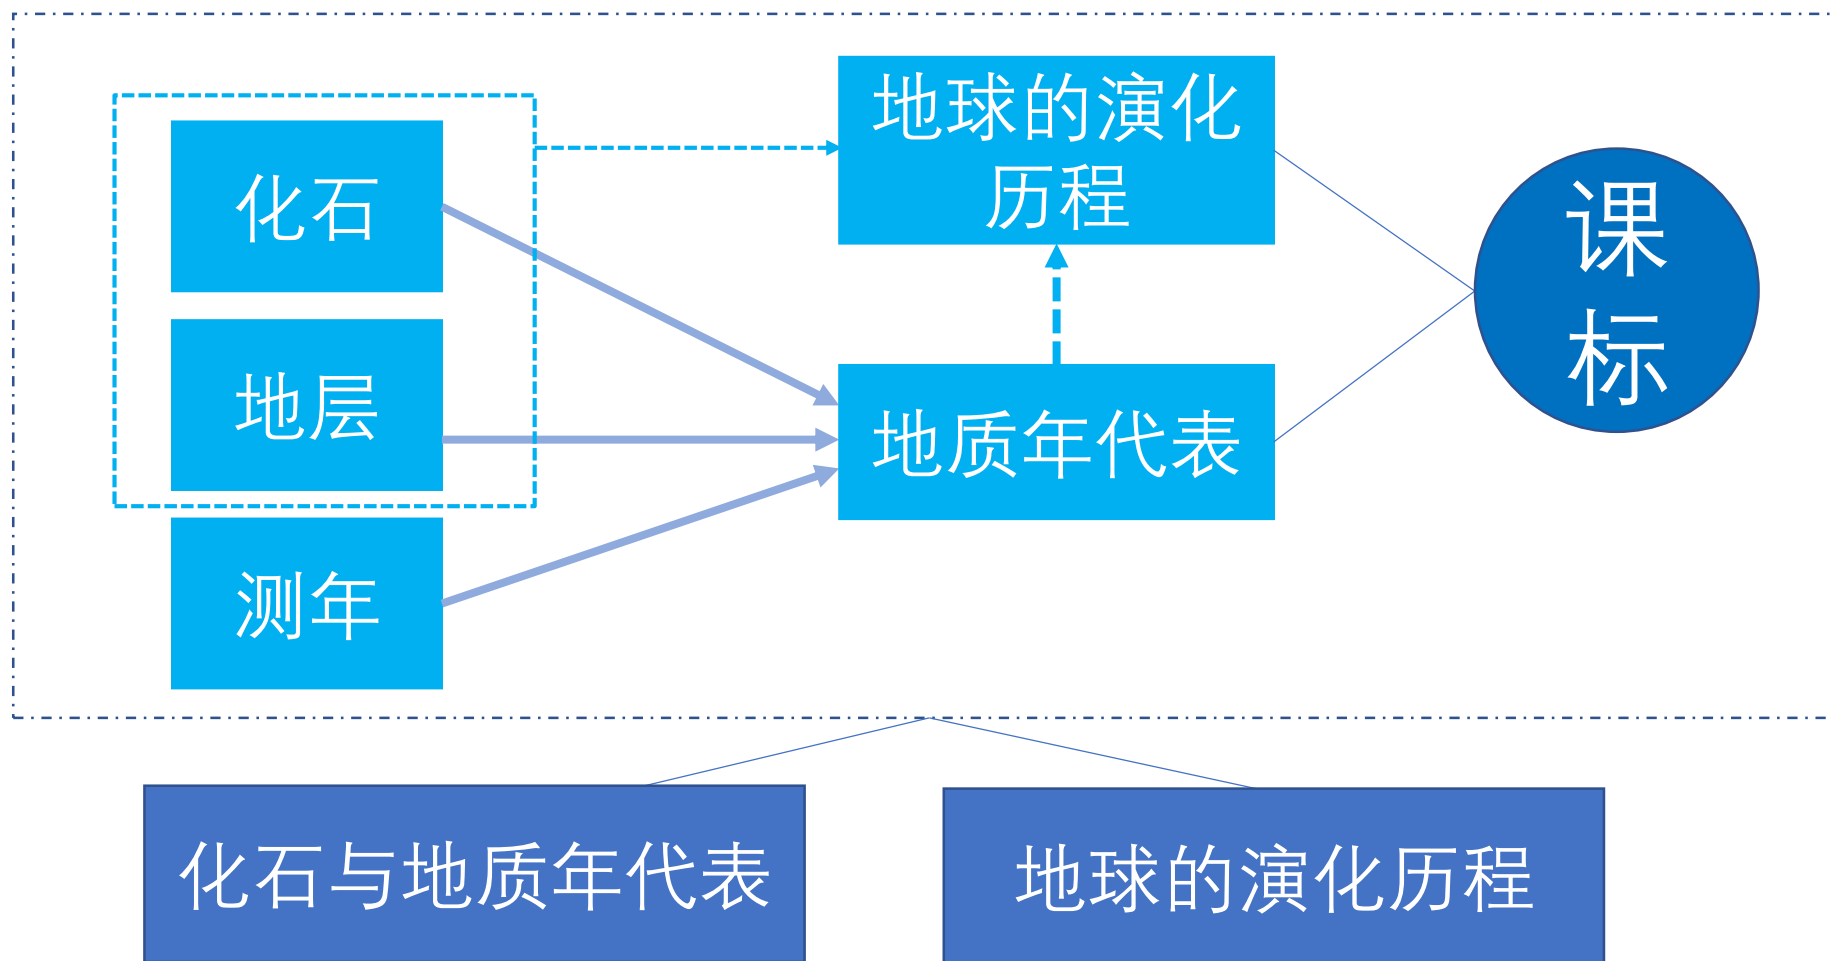 地球的演化
历程
化石
课
标
地层
地质年代表
测年
化石与地质年代表
地球的演化历程